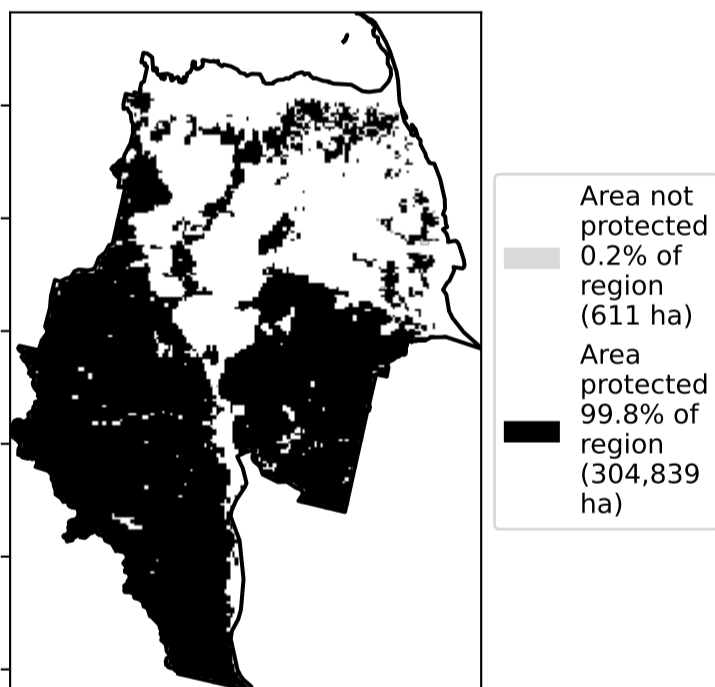 Area not
protected
0.2% of
region
(611 ha)
Area
protected
99.8% of
region
(304,839
ha)